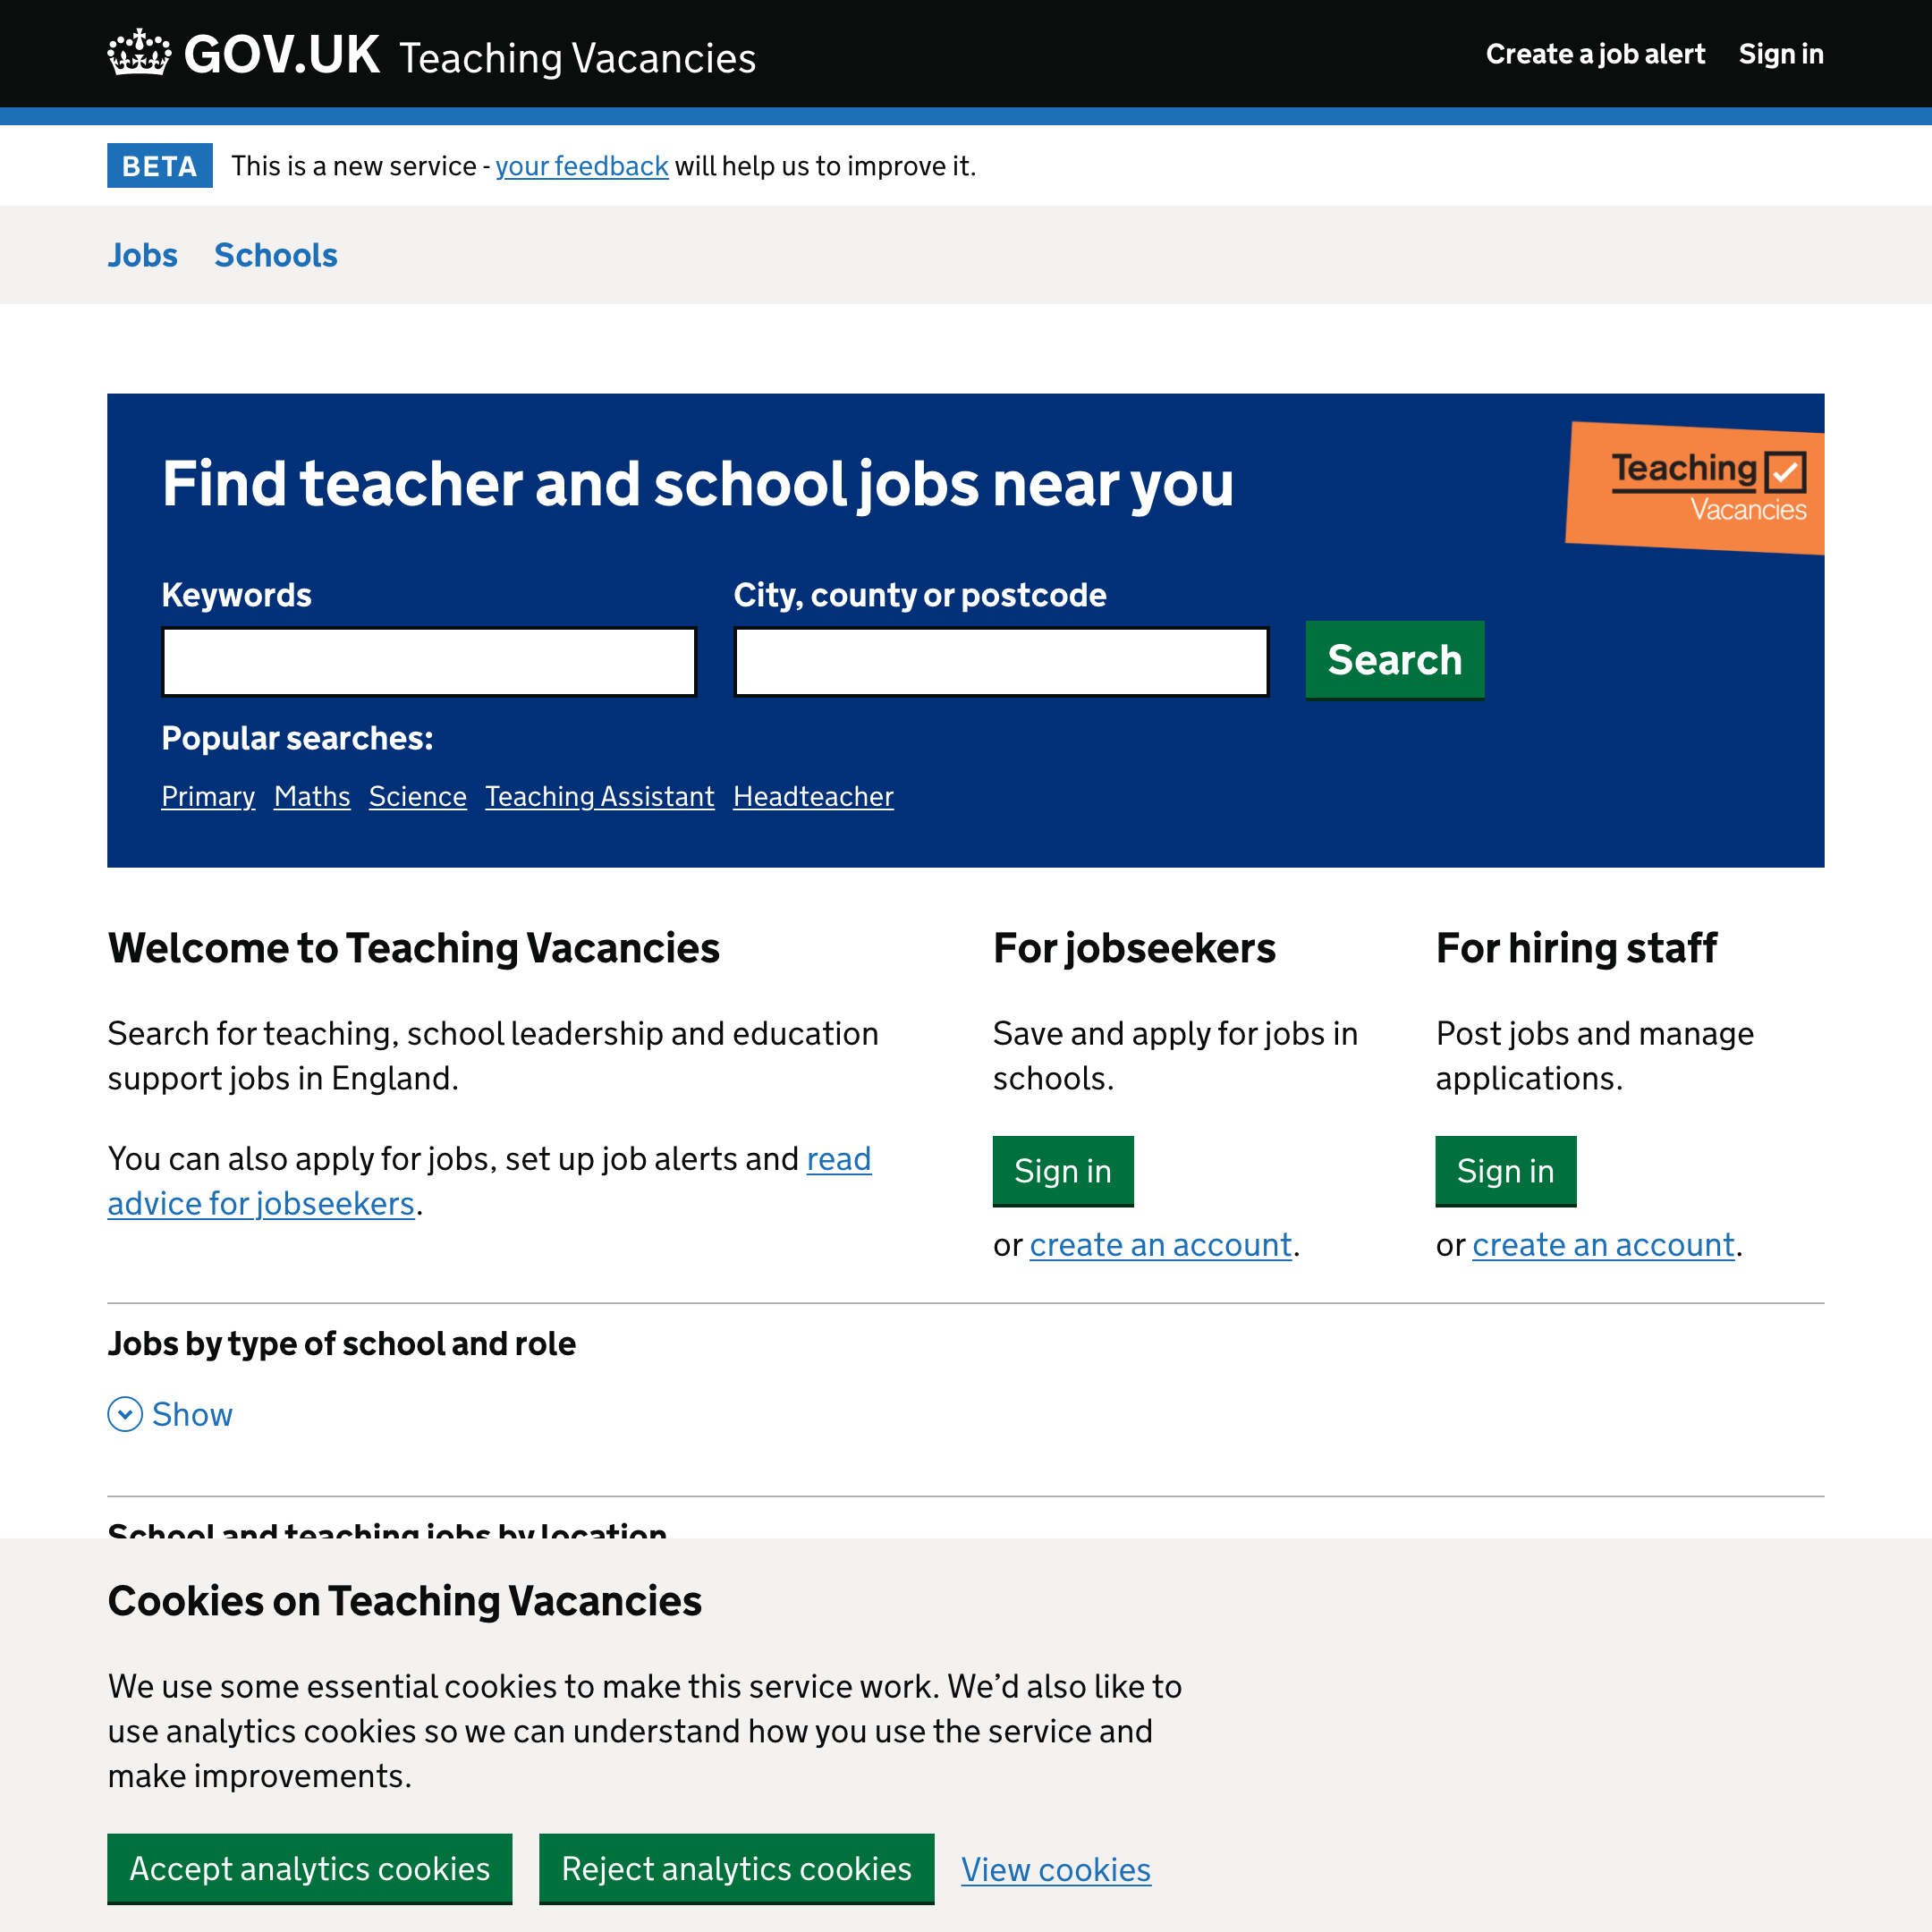 GOV.UK Teaching Vacancies
Create a job alert
Sign in
BETA
This is a new service - your feedback will help us to improve it.
Jobs
Schools
Find teacher and school jobs near you
Teaching
Vacancies
Keywords
City, county or postcode
Search
Popular searches:
Primary
Maths
Science
Teaching Assistant
Headteacher
Welcome to Teaching Vacancies
Search for teaching, school leadership and education
support jobs in England.
You can also apply for jobs, set up job alerts and read
advice for jobseekers.
For jobseekers
Save and apply for jobs in
schools.
Sign in
or create an account.
For hiring staff
Post jobs and manage
applications.
Sign in
or create an account.
Jobs by type of school and role
Show
School and teaching jobs by location
Cookies on Teaching Vacancies
We use some essential cookies to make this service work. We’d also like to
use analytics cookies so we can understand how you use the service and
make improvements.
Accept analytics cookies
Reject analytics cookies
View cookies